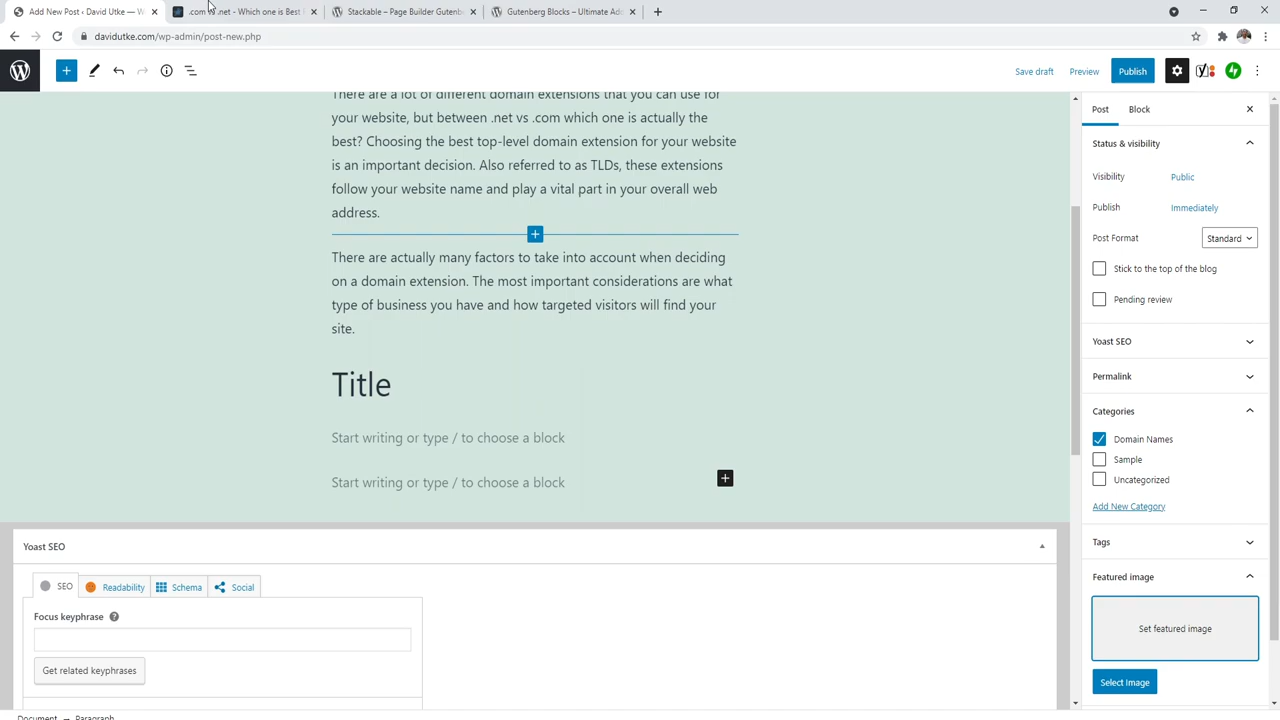 Add New Post ‹ David Utke — W
.com vs .net - Which one is Best F
Stackable – Page Builder Gutenb
Gutenberg Blocks – Ultimate Add
davidutke.com/wp-admin/post-new.php
Save draft
Preview
Publish
There are a lot of different domain extensions that you can use for
your website, but between .net vs .com which one is actually the
best? Choosing the best top-level domain extension for your website
is an important decision. Also referred to as TLDs, these extensions
follow your website name and play a vital part in your overall web
address.
There are actually many factors to take into account when deciding
on a domain extension. The most important considerations are what
type of business you have and how targeted visitors will find your
site.
Title
Start writing or type / to choose a block
Start writing or type / to choose a block
Yoast SEO
SEO
Readability
Schema
Social
Focus keyphrase
Get related keyphrases
Document → Paragraph
Post
Block
Status & visibility
Visibility
Public
Publish
Immediately
Post Format
Standard
Stick to the top of the blog
Pending review
Yoast SEO
Permalink
Categories
Domain Names
Sample
Uncategorized
Add New Category
Tags
Featured image
Set featured image
Select Image